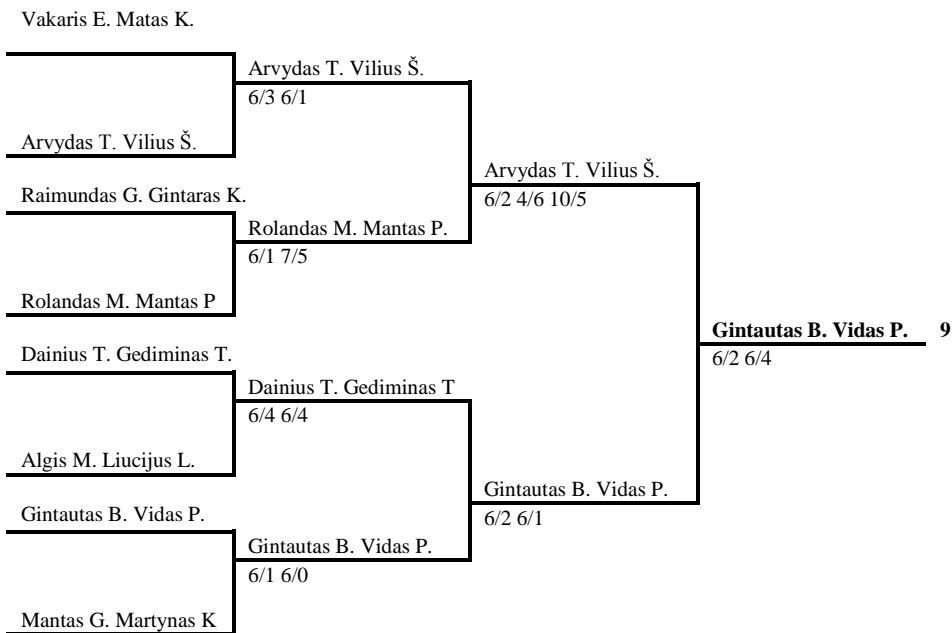 Vakaris E. Matas K.
Arvydas T. Vilius Š.
6/3 6/1
Arvydas T. Vilius Š.
Arvydas T. Vilius Š.
6/2 4/6 10/5
Raimundas G. Gintaras K.
Rolandas M. Mantas P.
6/1 7/5
Rolandas M. Mantas P
Gintautas B. Vidas P. 9
6/2 6/4
Dainius T. Gediminas T.
Dainius T. Gediminas T
6/4 6/4
Algis M. Liucijus L.
Gintautas B. Vidas P.
6/2 6/1
Gintautas B. Vidas P.
Gintautas B. Vidas P.
6/1 6/0
Mantas G. Martynas K